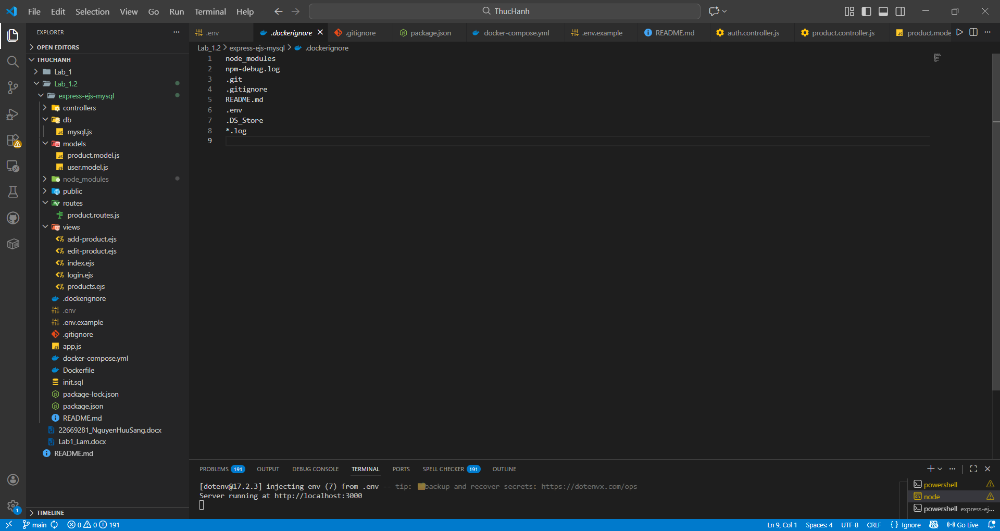 File Edit Selection View Go Run Terminal Help
ThucHanh
EXPLORER
OPEN EDITORS
THUCHANH
Lab_1
Lab_1.2
express-ejs-mysql
controllers
db
mysql.js
models
product.model.js
user.model.js
node_modules
public
routes
product.routes.js
views
add-product.ejs
edit-product.ejs
index.ejs
login.ejs
products.ejs
.dockerignore
.env
.env.example
.gitignore
app.js
docker-compose.yml
Dockerfile
init.sql
package-lock.json
package.json
README.md
22669281_NguyenHuuSang.docx
Lab1_Lam.docx
README.md
TIMELINE
.env .dockerignore .gitignore package.json docker-compose.yml .env.example README.md auth.controller.js product.controller.js product.mode
Lab_1.2 > express-ejs-mysql > .dockerignore
1 node_modules
2 npm-debug.log
3 .git
4 .gitignore
5 README.md
6 .env
7 .DS_Store
8 *.log
9
PROBLEMS 191 OUTPUT DEBUG CONSOLE TERMINAL PORTS SPELL CHECKER 191 OUTLINE
[dotenv@17.2.3] injecting env (7) from .env -- tip: backup and recover secrets: https://dotenvx.com/ops
Server running at http://localhost:3000
powershell
node
powershell express-ej...
1
main 0 0 191 Ln 9, Col 1 Spaces: 4 UTF-8 CRLF { } Ignore Go Live